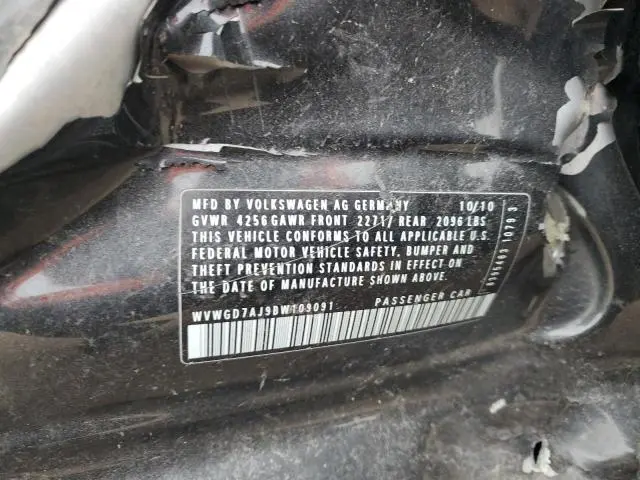 MFD BY VOLKSWAGEN AG GERMANY 10/10
GVWR 4256 GAWR FRONT 2271/ REAR 2096 LBS
THIS VEHICLE CONFORMS TO ALL APPLICABLE U.S.
FEDERAL MOTOR VEHICLE SAFETY, BUMPER AND
THEFT PREVENTION STANDARDS IN EFFECT ON
THE DATE OF MANUFACTURE SHOWN ABOVE.
WVWGD7AJ9BW109091 PASSENGER CAR